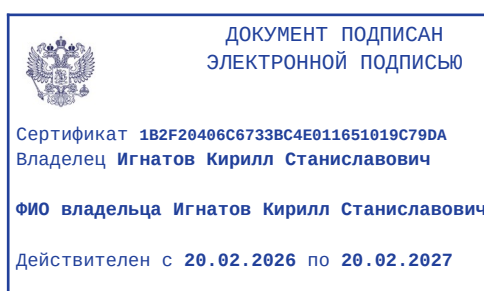 ДОКУМЕНТ ПОДПИСАН
ЭЛЕКТРОННОЙ ПОДПИСЬЮ
Сертификат 1B2F20406C6733BC4E011651019C79DA
Владелец Игнатов Кирилл Станиславович
ФИО владельца Игнатов Кирилл Станиславович
Действителен с 20.02.2026 по 20.02.2027